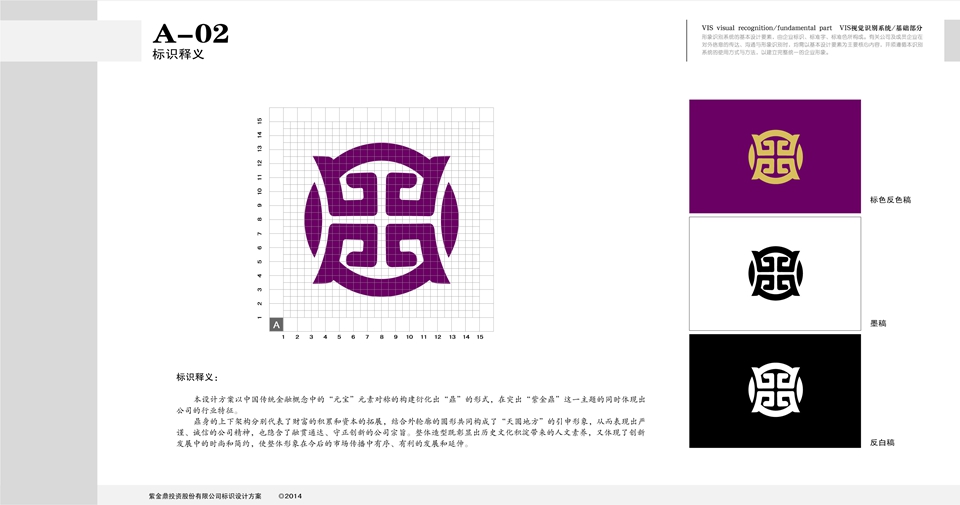 A-02
标识释义
VIS visual recognition/fundamental part VIS视觉识别系统/基础部分
形象识别系统的基本设计要素，由企业标识、标准字、标准色所构成。有关公司及成员企业在
对外信息的传达、沟通与形象识别时，均需以基本设计要素为主要核心内容，并须遵循本识别
系统的使用方式与方法，以建立完整统一的企业形象。
15
14
13
12
11
10
9
8
7
6
5
4
3
2
1
A
1 2 3 4 5 6 7 8 9 10 11 12 13 14 15
标色反色稿
墨稿
反白稿
标识释义：
本设计方案以中国传统金融概念中的“元宝”元素对称的构建衍化出“鼎”的形式，在突出“紫金鼎”这一主题的同时体现出
公司的行业特征。
鼎身的上下架构分别代表了财富的积累和资本的拓展，结合外轮廓的圆形共同构成了“天圆地方”的引申形象，从而表现出严
谨、诚信的公司精神，也隐含了融贯通达、守正创新的公司宗旨。整体造型既彰显出历史文化积淀带来的人文素养，又体现了创新
发展中的时尚和简约，使整体形象在今后的市场传播中有序、有利的发展和延伸。
紫金鼎投资股份有限公司标识设计方案 ©2014